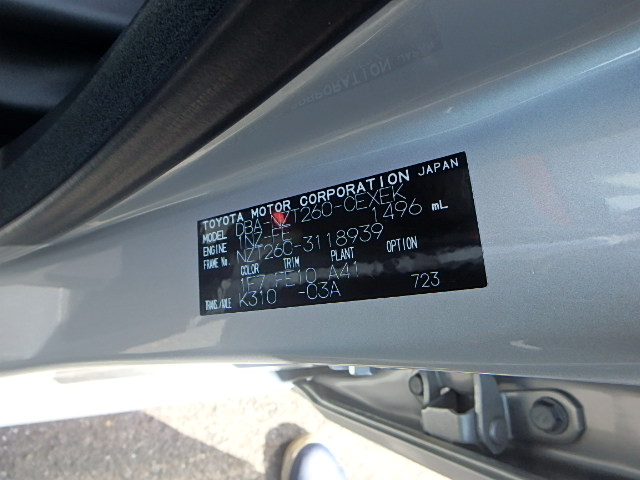 TOYOTA MOTOR CORPORATION JAPAN
MODEL DBA-NZT260-CEXEK
ENGINE 1NZ-FE 1496 mL
FRAME No. NZT260-3118939
COLOR TRIM PLANT OPTION
1F7 FE10 A41
TRANS./AXLE K310 -03A 723